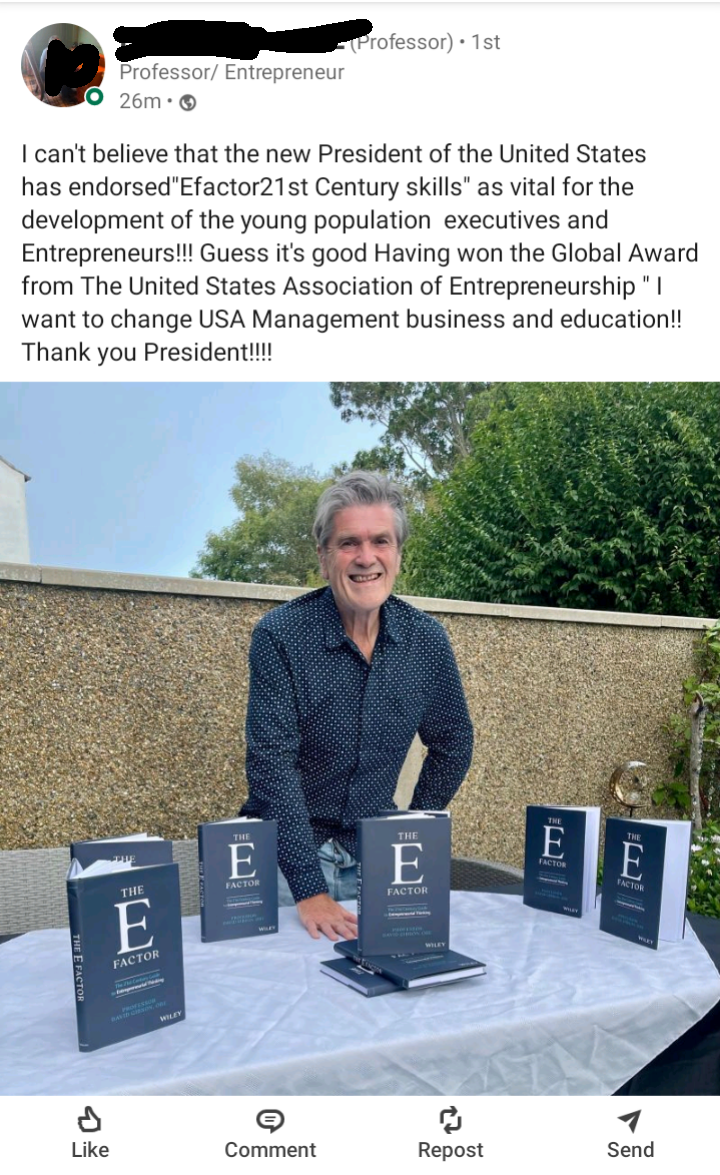 (Professor) • 1st
Professor/ Entrepreneur
26m •
I can't believe that the new President of the United States
has endorsed"Efactor21st Century skills" as vital for the
development of the young population  executives and
Entrepreneurs!!! Guess it's good Having won the Global Award
from The United States Association of Entrepreneurship " I
want to change USA Management business and education!!
Thank you President!!!!
THE
THE
E
FACTOR
The 21st Century Guide
to Entrepreneurial Thinking
PROFESSOR
DAVID GIBSON, OBE
WILEY
THE E FACTOR
THE
E
FACTOR
WILEY
THE
E
FACTOR
The 21st Century Guide
to Entrepreneurial Thinking
PROFESSOR
DAVID GIBSON, OBE
WILEY
THE
E
FACTOR
WILEY
THE
E
FACTOR
WILEY
Like
Comment
Repost
Send